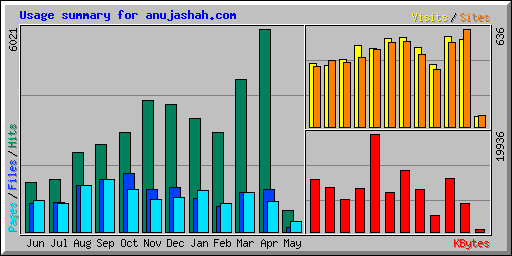 Usage summary for anujashah.com
Visits/Sites
6021
636
Pages/Files/Hits
19936
Jun Jul Aug Sep Oct Nov Dec Jan Feb Mar Apr May
KBytes